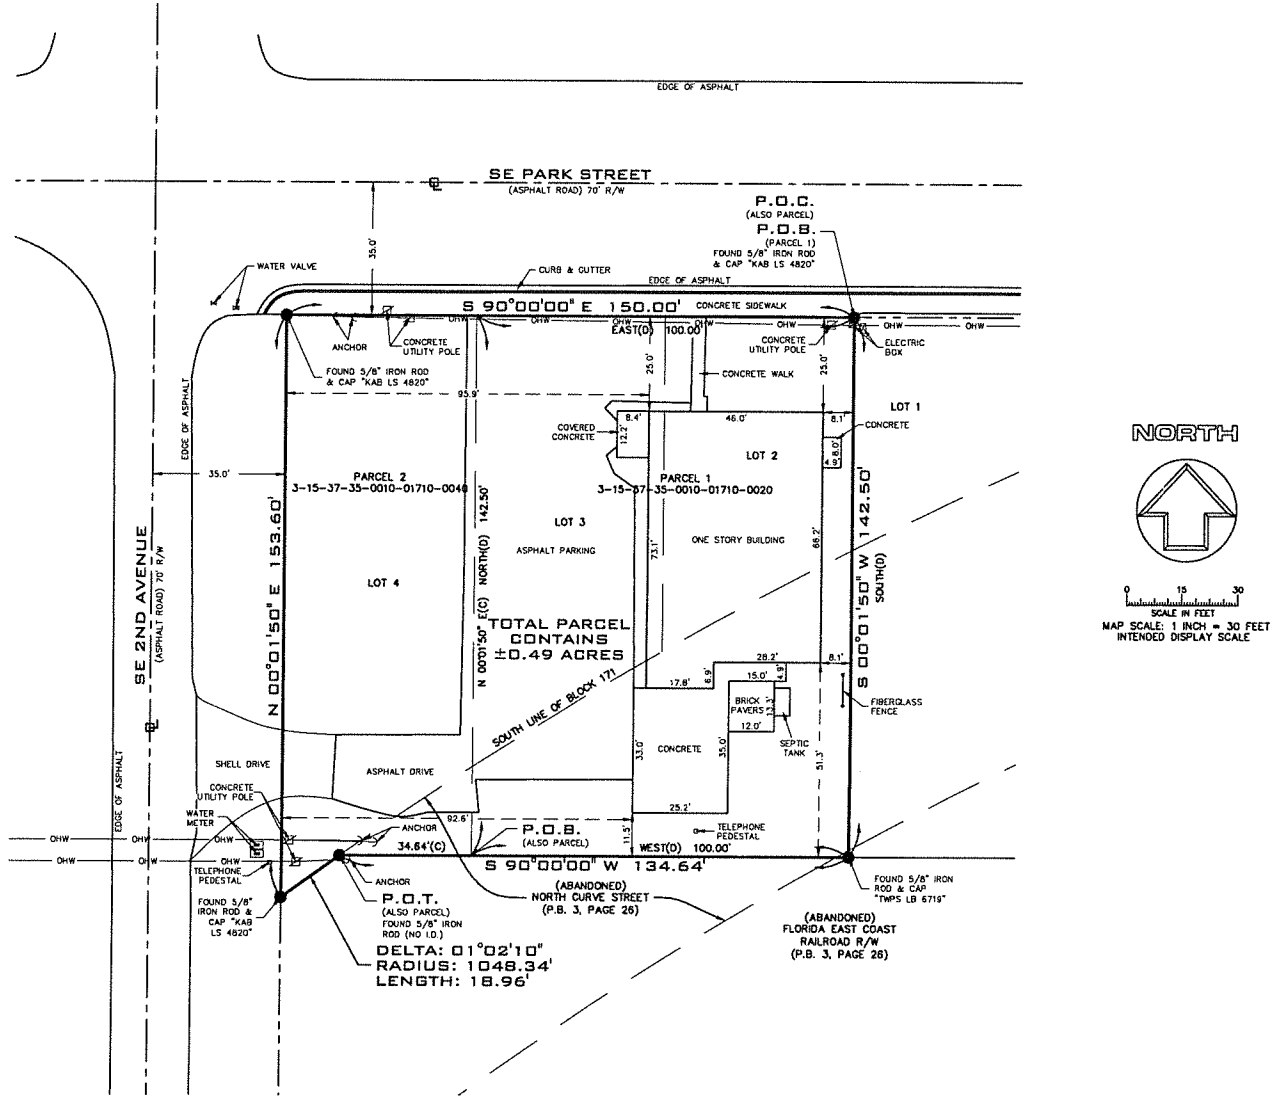 EDGE OF ASPHALT
SE PARK STREET
(ASPHALT ROAD) 70' R/W
P.O.C.
(ALSO PARCEL)
P.O.B.
(PARCEL 1)
FOUND 5/8" IRON ROD
& CAP "KAB LS 4820"
35.0'
WATER VALVE
CURB & GUTTER
EDGE OF ASPHALT
S 90°00'00" E 150.00'
CONCRETE SIDEWALK
OHW
OHW
OHW
OHW
OHW
EAST(D) 100.00'
ANCHOR
CONCRETE
UTILITY POLE
CONCRETE
UTILITY POLE
ELECTRIC
BOX
FOUND 5/8" IRON ROD
& CAP "KAB LS 4820"
25.0'
25.0'
CONCRETE WALK
95.9'
EDGE OF ASPHALT
LOT 1
8.4'
46.0'
8.1'
COVERED
CONCRETE
12.2'
CONCRETE
8.0'
4.9'
LOT 2
35.0'
PARCEL 2
3-15-37-35-0010-01710-0040
PARCEL 1
3-15-37-35-0010-01710-0020
NORTH
LOT 3
ASPHALT PARKING
ONE STORY BUILDING
N 00°01'50" E 153.60'
N 00°01'50" E(C) NORTH(D) 142.50'
73.1'
68.2'
S 00°01'50" W 142.50'
SOUTH(D)
SE 2ND AVENUE
(ASPHALT ROAD) 70' R/W
LOT 4
0 15 30
SCALE IN FEET
MAP SCALE: 1 INCH = 30 FEET
INTENDED DISPLAY SCALE
TOTAL PARCEL
CONTAINS
±0.49 ACRES
SOUTH LINE OF BLOCK 171
28.2'
8.1'
6.9'
4.9'
17.8'
15.0'
BRICK
PAVERS
13.3'
12.0'
FIBERGLASS
FENCE
SEPTIC
TANK
CONCRETE
33.0'
35.0'
51.3'
SHELL DRIVE
ASPHALT DRIVE
EDGE OF ASPHALT
CONCRETE
UTILITY POLE
25.2'
WATER
METER
92.6'
11.5'
ANCHOR
P.O.B.
(ALSO PARCEL)
TELEPHONE
PEDESTAL
OHW
OHW
OHW
34.64'(C)
WEST(D) 100.00'
OHW
OHW
OHW
S 90°00'00" W 134.64'
TELEPHONE
PEDESTAL
ANCHOR
FOUND 5/8"
IRON ROD &
CAP "KAB
LS 4820"
P.O.T.
(ALSO PARCEL)
FOUND 5/8" IRON
ROD (NO I.D.)
(ABANDONED)
NORTH CURVE STREET
(P.B. 3, PAGE 26)
FOUND 5/8" IRON
ROD & CAP
"TWPS LB 6719"
(ABANDONED)
FLORIDA EAST COAST
RAILROAD R/W
(P.B. 3, PAGE 26)
DELTA: 01°02'10"
RADIUS: 1048.34'
LENGTH: 18.96'